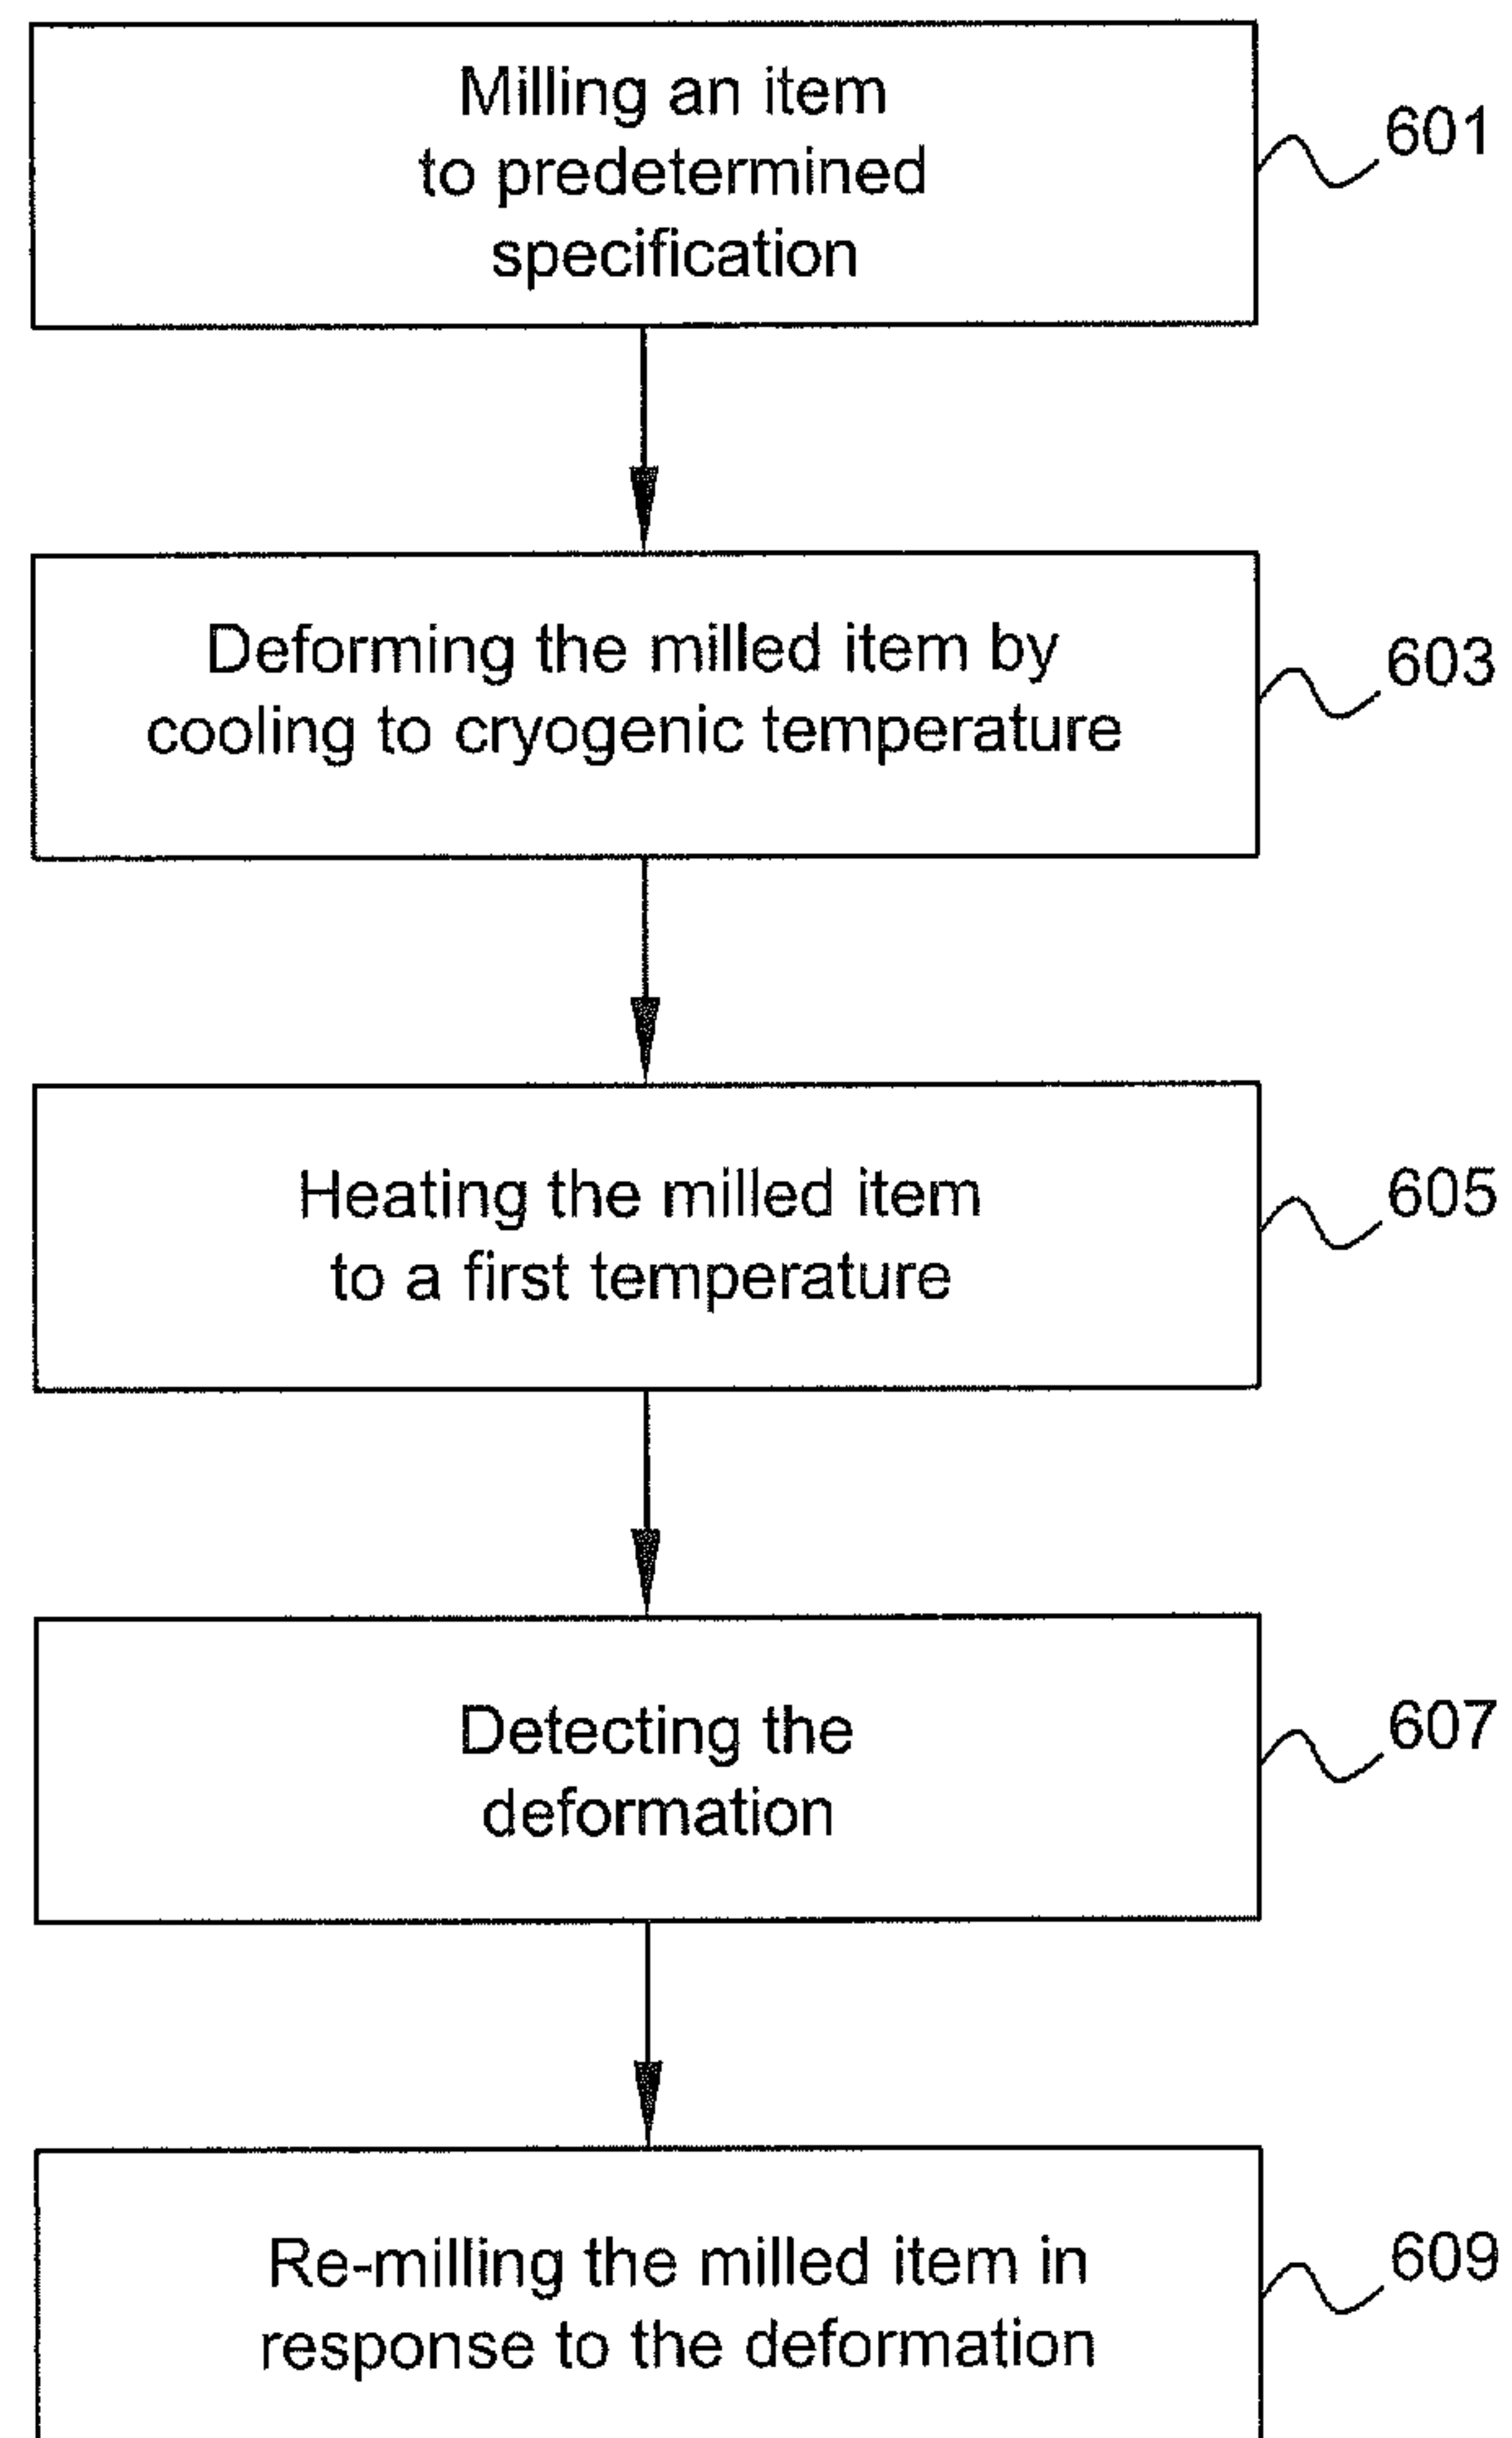 Milling an item
to predetermined
specification
601
Deforming the milled item by
cooling to cryogenic temperature
603
Heating the milled item
to a first temperature
605
Detecting the
deformation
607
Re-milling the milled item in
response to the deformation
609